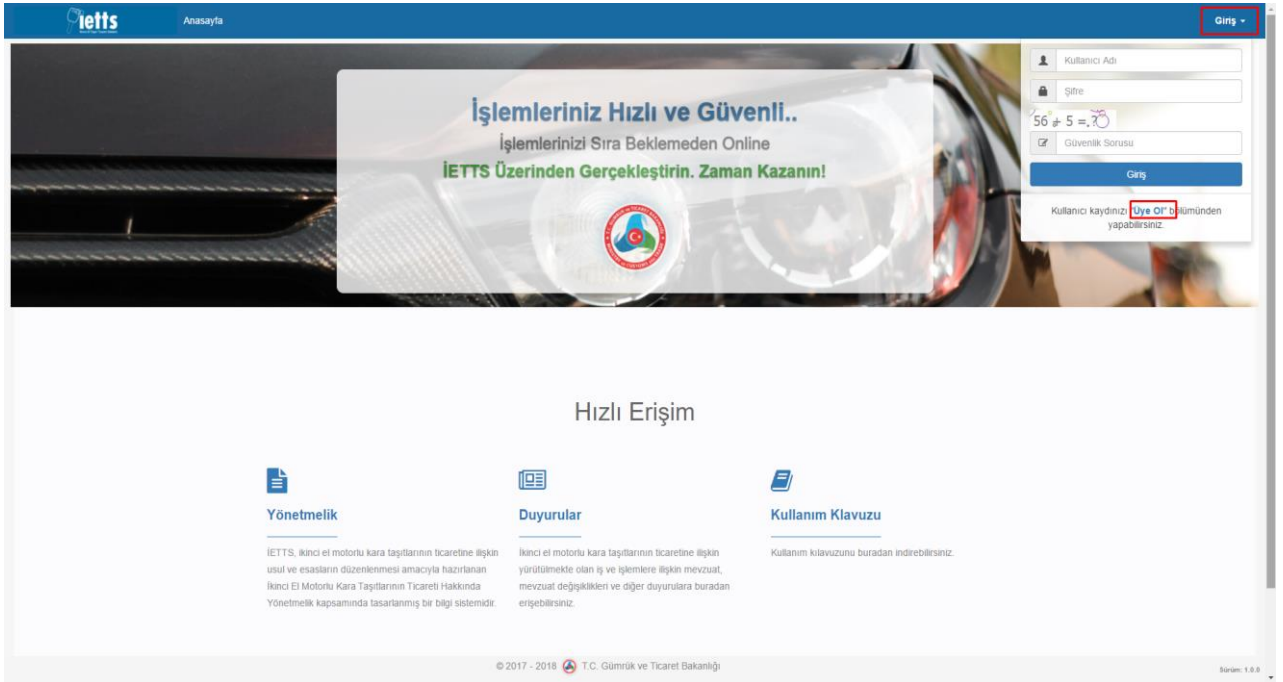 ietts
Anasayfa
Giriş
Kullanıcı Adı
Şifre
56 + 5 = ?
Güvenlik Sorusu
Giriş
Kullanıcı kaydınızı "Üye Ol" bölümünden
yapabilirsiniz.
İşlemleriniz Hızlı ve Güvenli..
İşlemlerinizi Sıra Beklemeden Online
İETTS Üzerinden Gerçekleştirin. Zaman Kazanın!
Hızlı Erişim
Yönetmelik
İETTS, ikinci el motorlu kara taşıtlarının ticaretine ilişkin
usul ve esasların düzenlenmesi amacıyla hazırlanan
İkinci El Motorlu Kara Taşıtlarının Ticareti Hakkında
Yönetmelik kapsamında tasarlanmış bir bilgi sistemidir.
Duyurular
İkinci el motorlu kara taşıtlarının ticaretine ilişkin
yürütülmekte olan iş ve işlemlere ilişkin mevzuat,
mevzuat değişiklikleri ve diğer duyurulara buradan
erişebilirsiniz.
Kullanım Klavuzu
Kullanım kılavuzunu buradan indirebilirsiniz.
© 2017 - 2018 T.C. Gümrük ve Ticaret Bakanlığı
Sürüm: 1.0.0